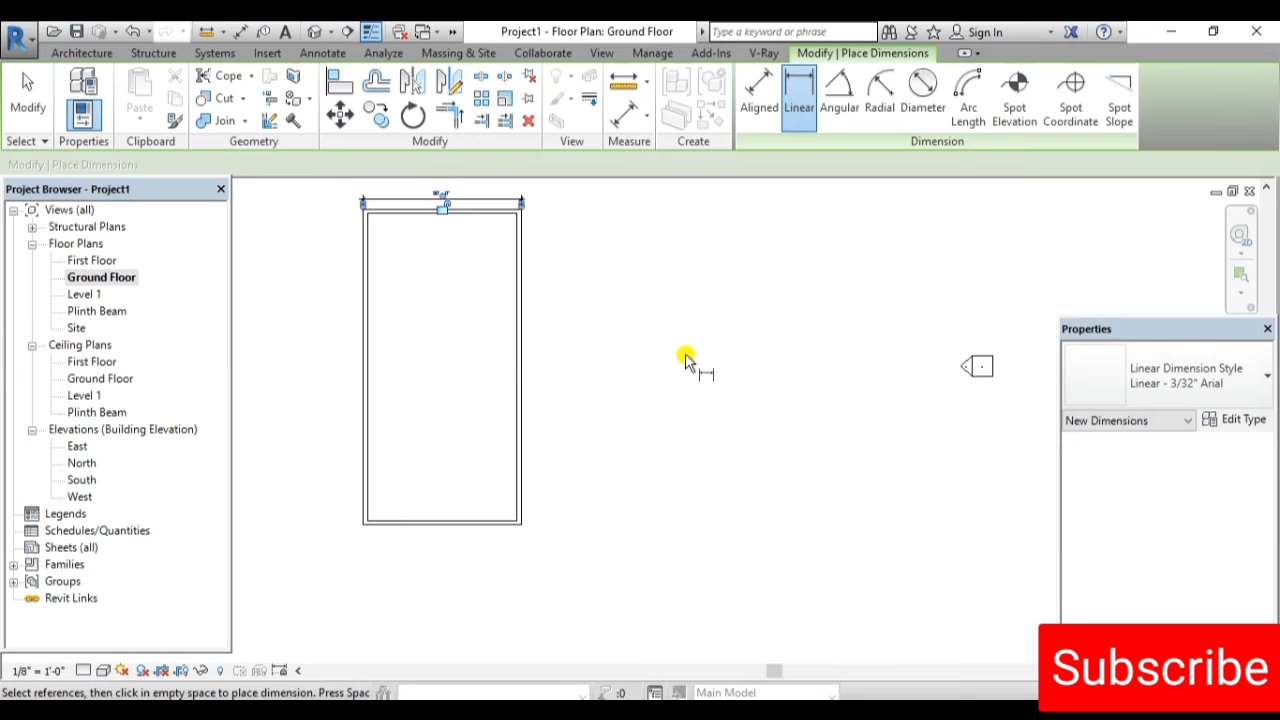 Project1 - Floor Plan: Ground Floor
Type a keyword or phrase
Sign In
Architecture Structure Systems Insert Annotate Analyze Massing & Site Collaborate View Manage Add-Ins V-Ray Modify | Place Dimensions
Modify
Paste
Cope
Cut
Join
Aligned
Linear
Angular
Radial
Diameter
Arc Length
Spot Elevation
Spot Coordinate
Spot Slope
Select Properties Clipboard Geometry Modify View Measure Create Dimension
Modify | Place Dimensions
Project Browser - Project1
Views (all)
Structural Plans
Floor Plans
First Floor
Ground Floor
Level 1
Plinth Beam
Site
Ceiling Plans
First Floor
Ground Floor
Level 1
Plinth Beam
Elevations (Building Elevation)
East
North
South
West
Legends
Schedules/Quantities
Sheets (all)
Families
Groups
Revit Links
2D
Properties
Linear Dimension Style
Linear - 3/32" Arial
New Dimensions
Edit Type
1/8" = 1'-0"
Select references, then click in empty space to place dimension. Press Spac
:0
Main Model
Subscribe